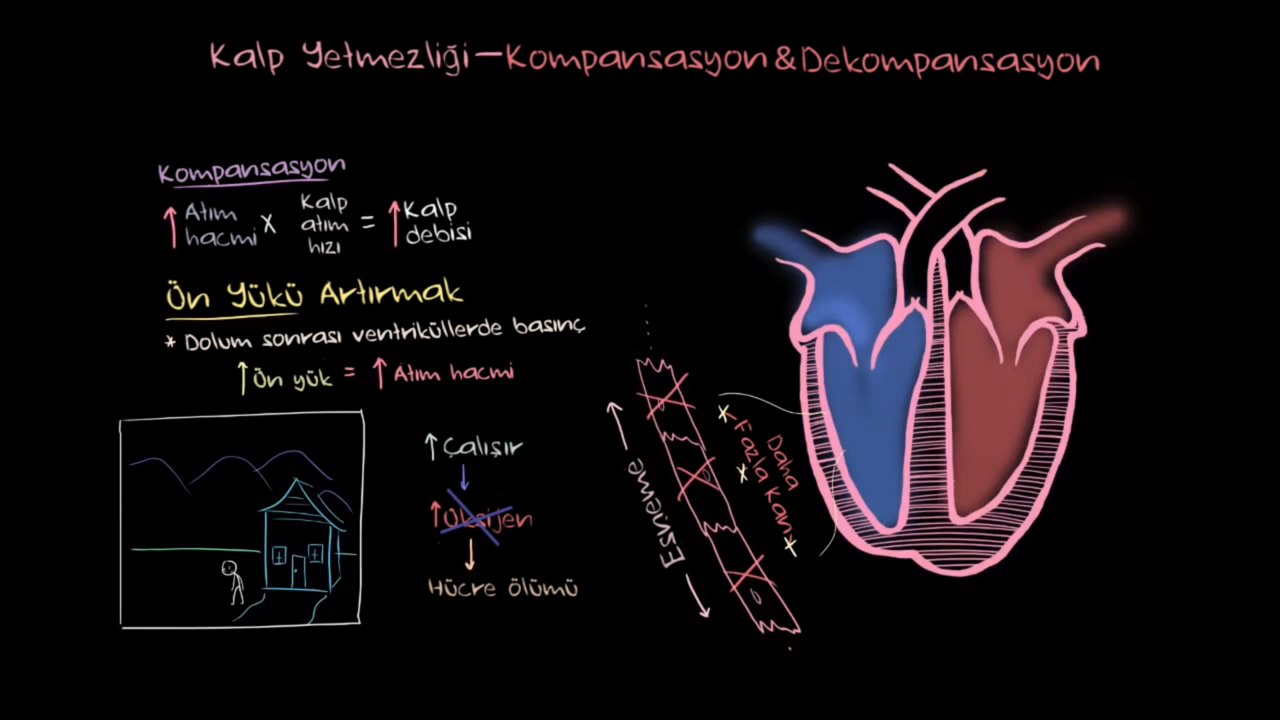 Kalp Yetmezliği—Kompansasyon & Dekompansasyon
Kompansasyon
↑ Atım hacmi x Kalp atım hızı = ↑ Kalp debisi
Ön Yükü Artırmak
* Dolum sonrası ventriküllerde basınç
↑ Ön yük = ↑ Atım hacmi
↑ Çalışır
↑ Oksijen
Hücre ölümü
← Esneme →
Daha
Fazla Kan